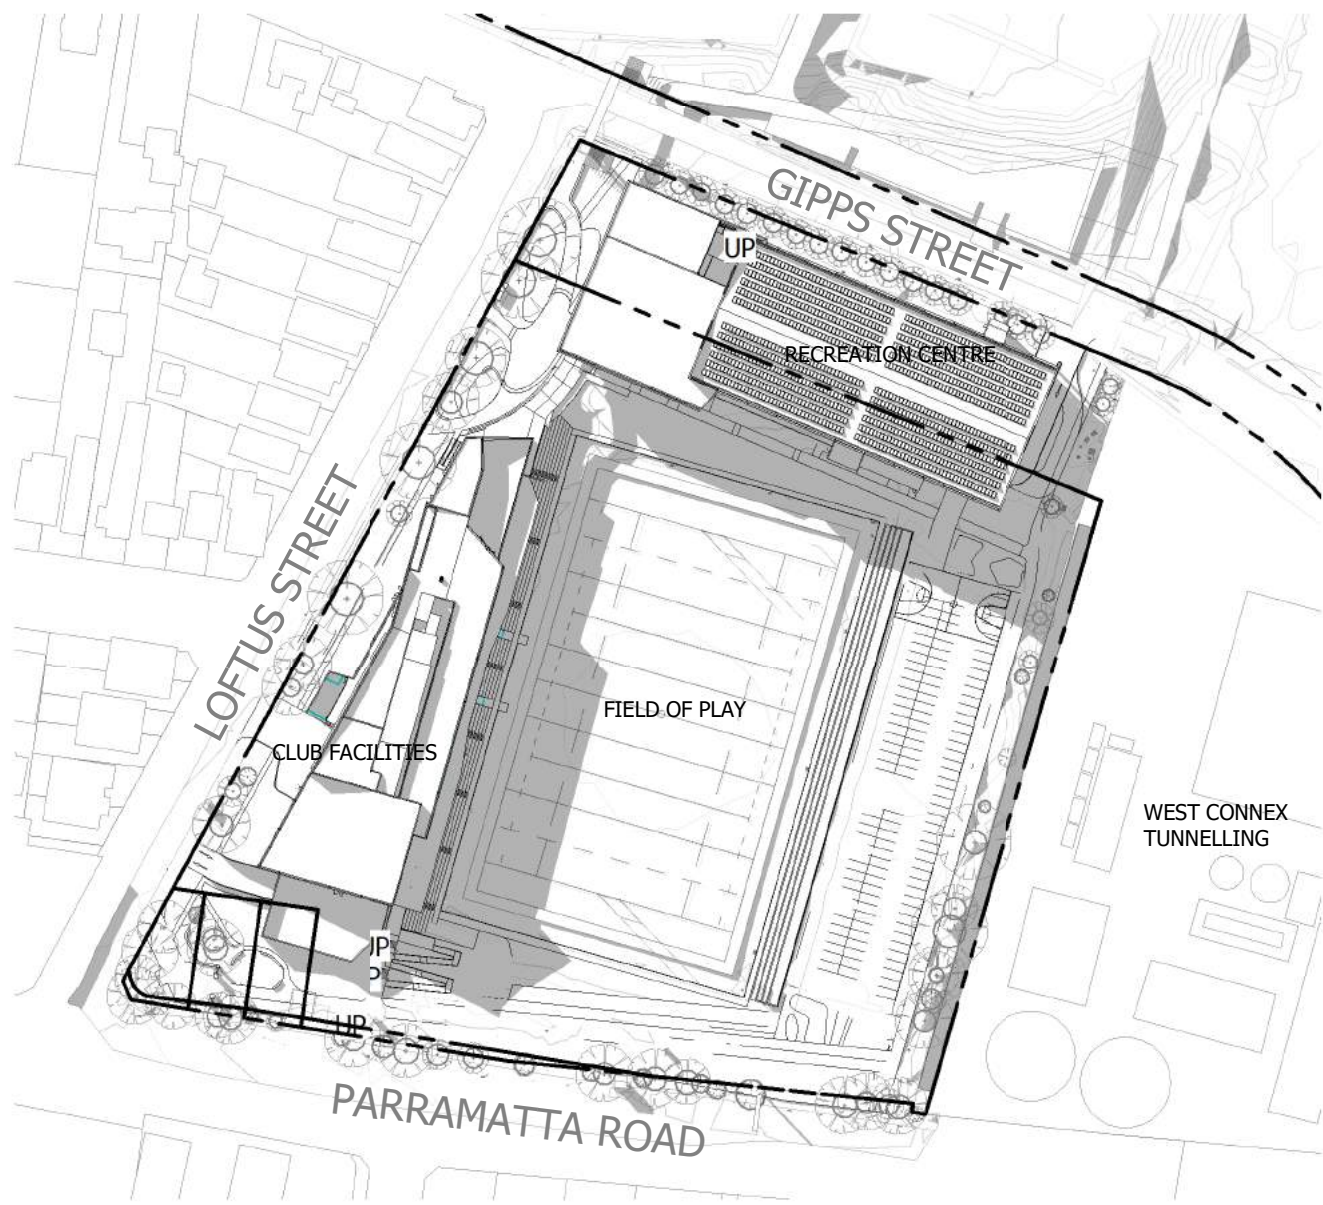 GIPPS STREET
UP
RECREATION CENTRE
LOFTUS STREET
FIELD OF PLAY
CLUB FACILITIES
WEST CONNEX
TUNNELLING
UP
P
UP
PARRAMATTA ROAD